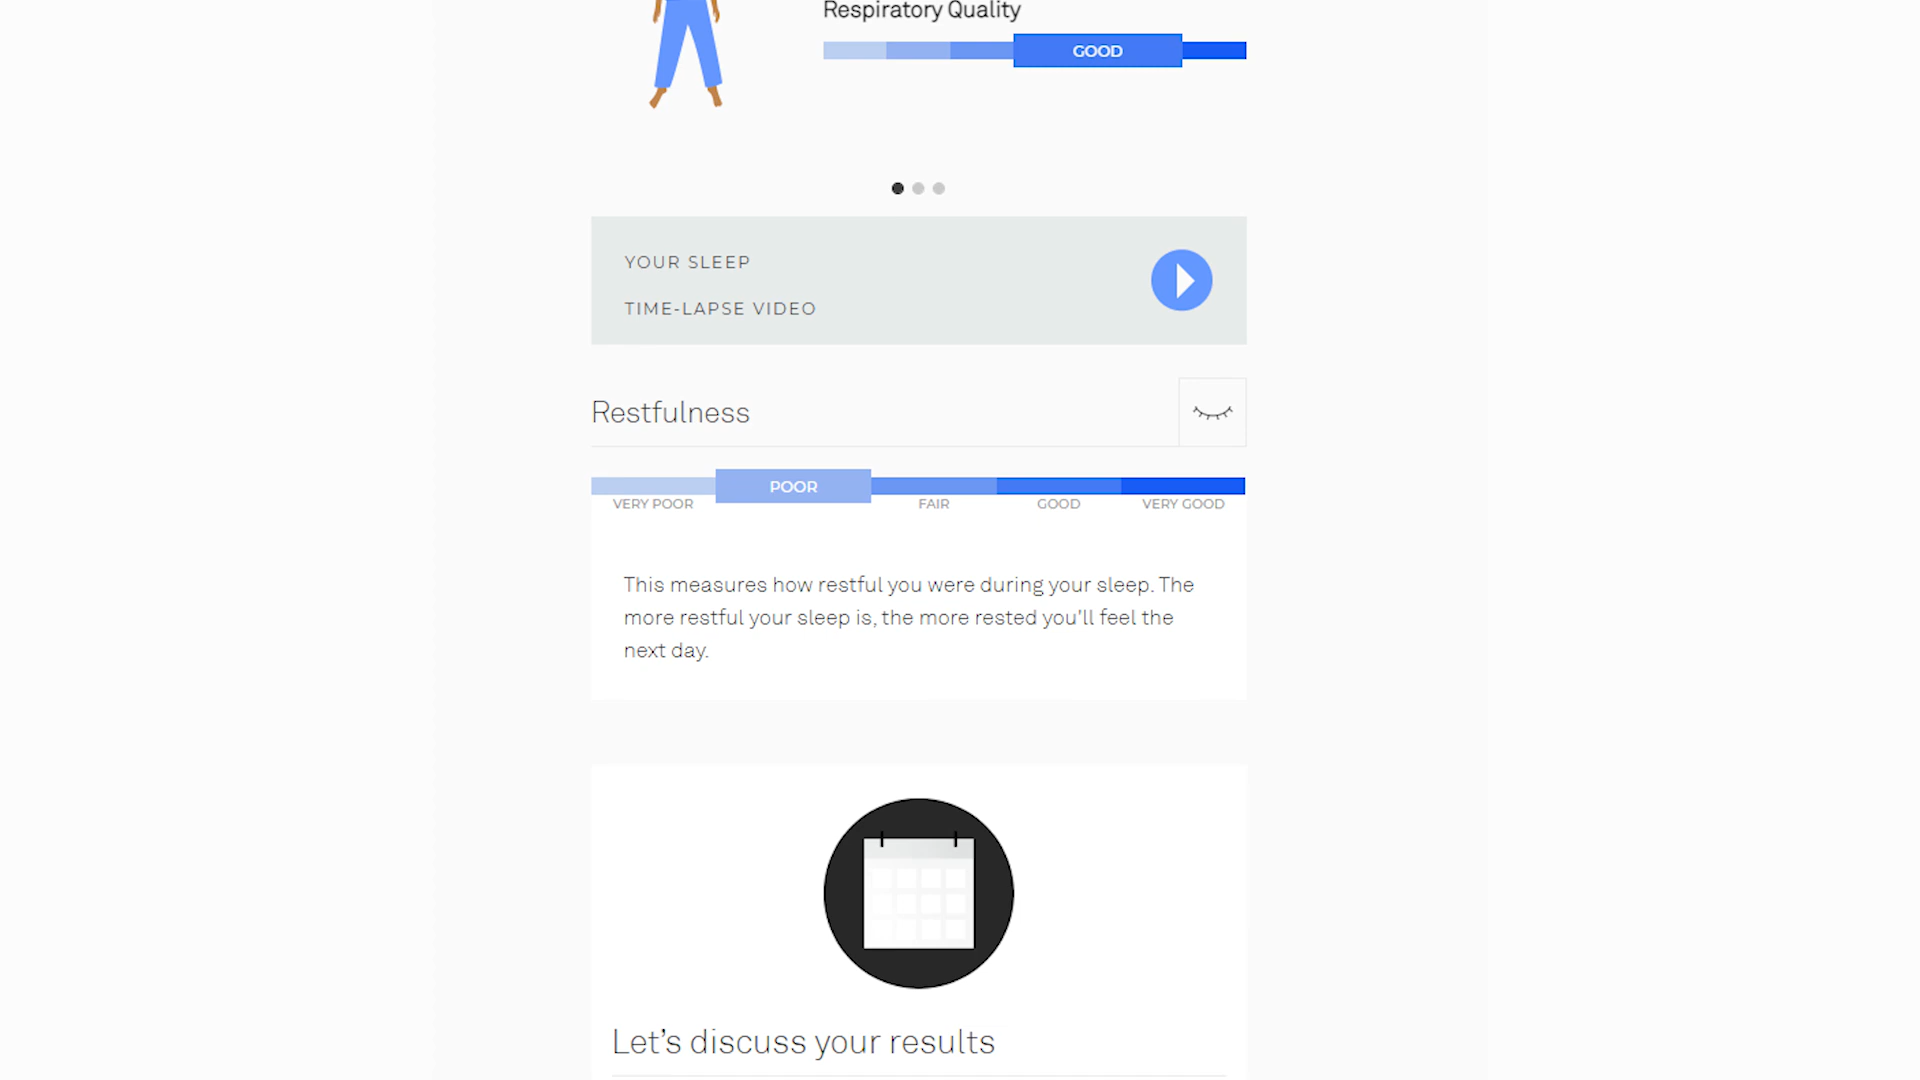 Respiratory Quality
GOOD
YOUR SLEEP
TIME-LAPSE VIDEO
Restfulness
POOR
VERY POOR
FAIR
GOOD
VERY GOOD
This measures how restful you were during your sleep. The
more restful your sleep is, the more rested you'll feel the
next day.
Let's discuss your results